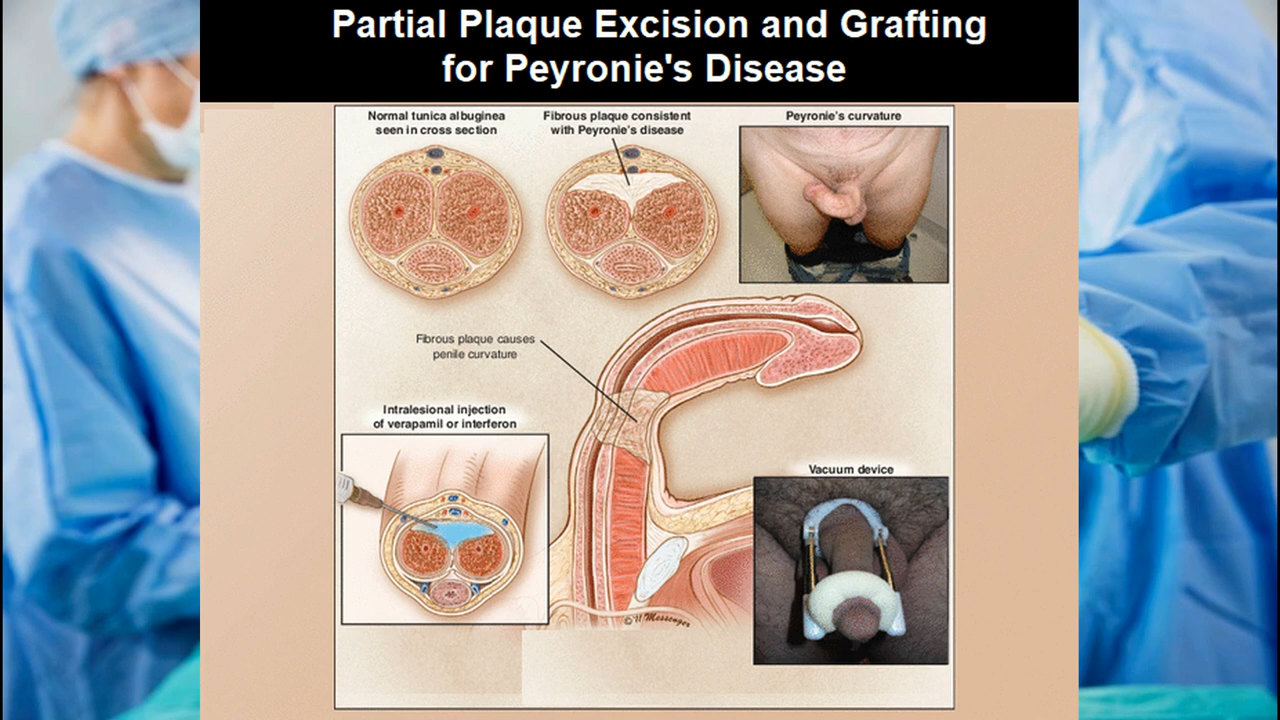 Partial Plaque Excision and Grafting
for Peyronie's Disease
Normal tunica albuginea
seen in cross section
Fibrous plaque consistent
with Peyronie's disease
Peyronie's curvature
Fibrous plaque causes
penile curvature
Intralesional injection
of verapamil or interferon
Vacuum device